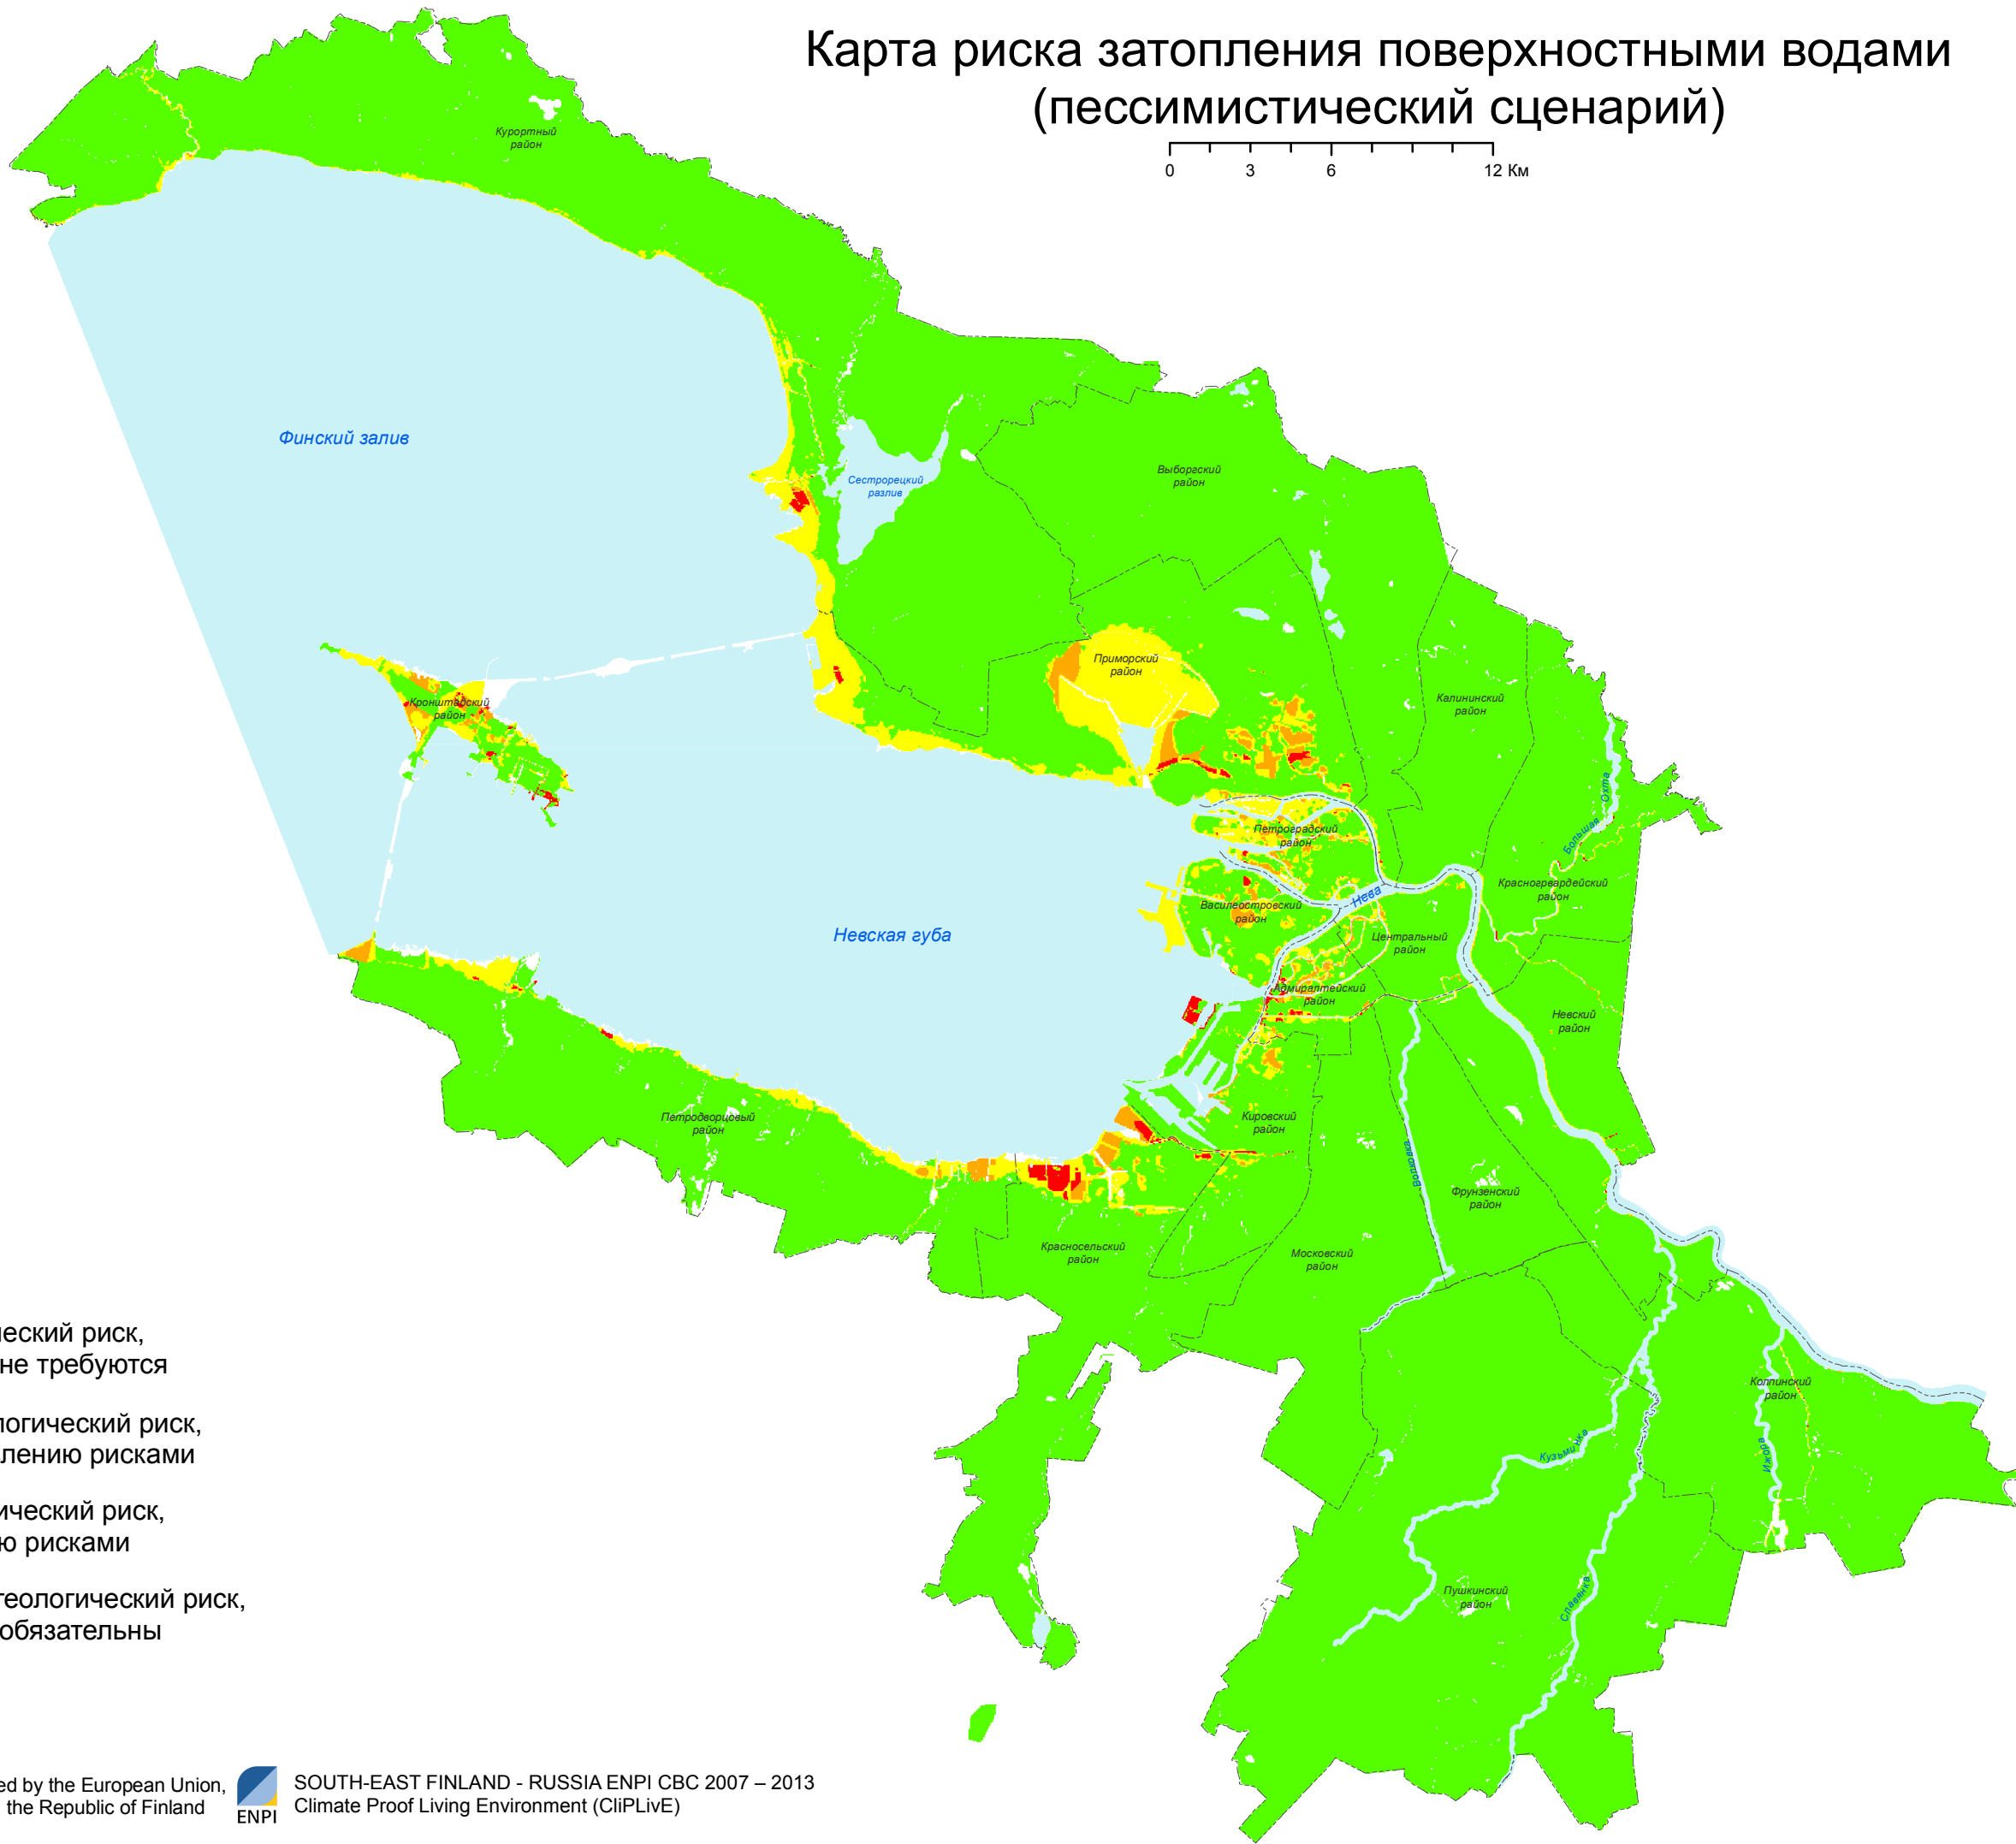 Карта риска затопления поверхностными водами
(пессимистический сценарий)
0 3 6 12 Км
Курортный
район
Финский залив
Сестрорецкий
разлив
Выборгский
район
Приморский
район
Кронштадский
район
Калининский
район
Большая Охта
Петроградский
район
Красногрвардейский
район
Василеостровский
район
Нева
Невская губа
Центральный
район
Адмиралтейский
район
Невский
район
Петродворцовый
район
Кировский
район
Волковка
Фрунзенский
район
Красносельский
район
Московский
район
Колпинский
район
Кузьминка
Ижора
Пушкинский
район
Славянка
еский риск,
не требуются
логический риск,
лению рисками
ический риск,
ю рисками
геологический риск,
обязательны
ed by the European Union,
the Republic of Finland
ENPI
SOUTH-EAST FINLAND - RUSSIA ENPI CBC 2007 – 2013
Climate Proof Living Environment (CliPLivE)